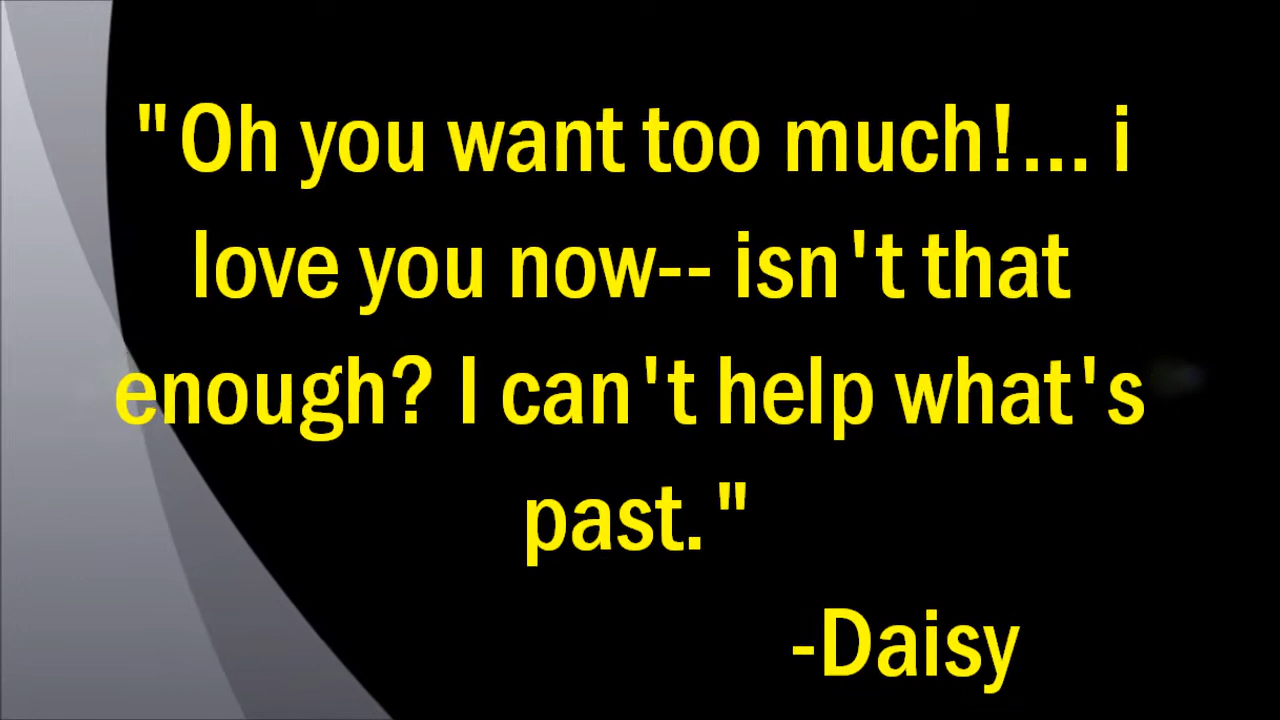 "Oh you want too much!... i
love you now-- isn't that
enough? I can't help what's
past."
-Daisy